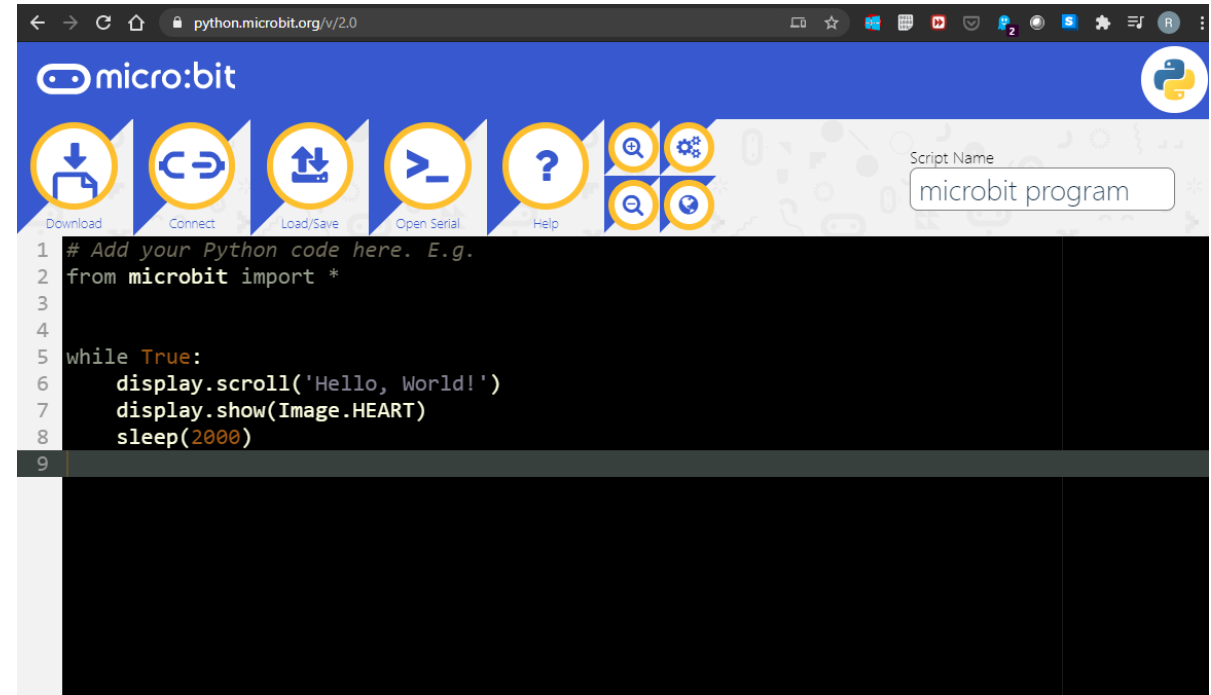 python.microbit.org/v/2.0
2
S
R
micro:bit
Script Name
microbit program
Download
Connect
Load/Save
>_
Open Serial
?
Help
1 # Add your Python code here. E.g.
2 from microbit import *
3
4
5 while True:
6     display.scroll('Hello, World!')
7     display.show(Image.HEART)
8     sleep(2000)
9